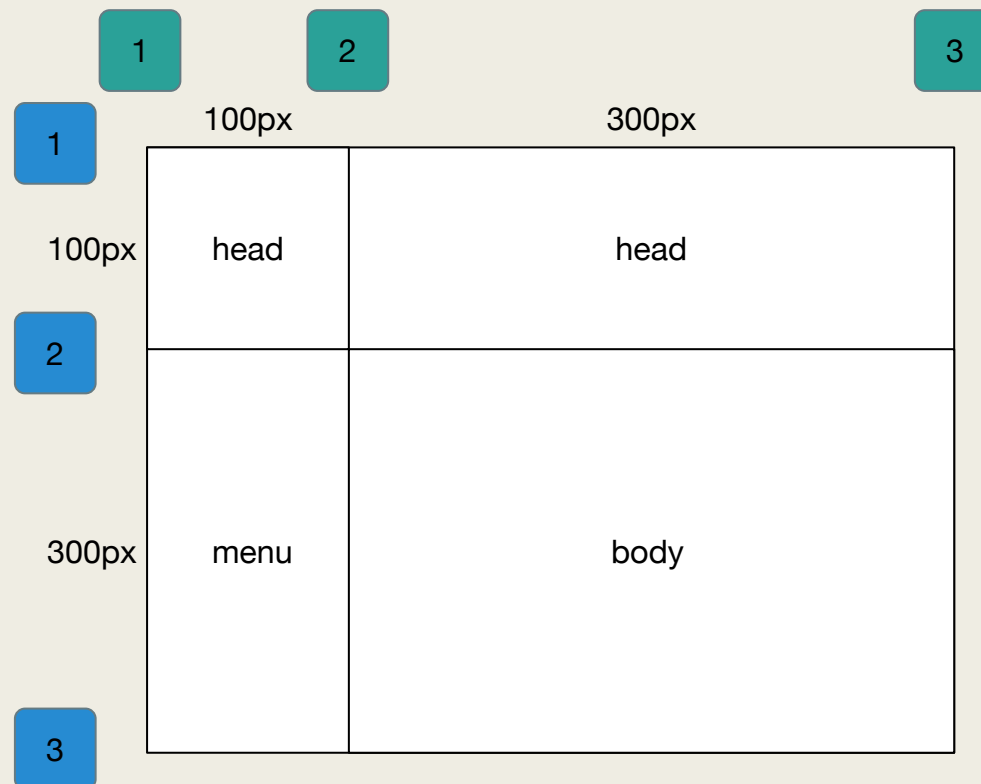 1 2 3
100px 300px
1
100px head head
2
300px menu body
3